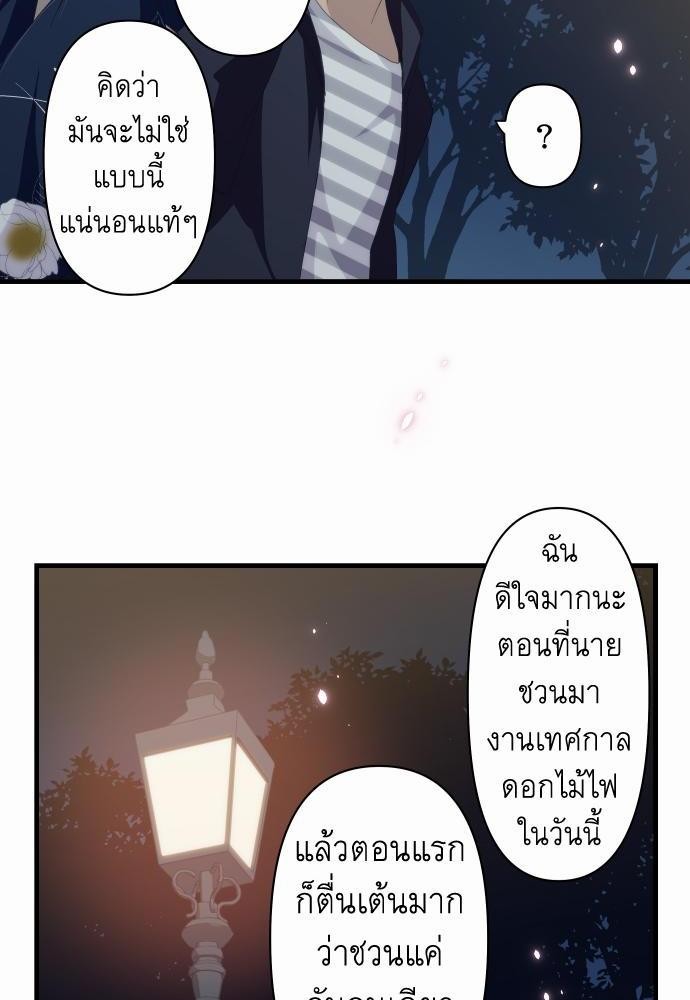 คิดว่า
มันจะไม่ใช่
แบบนี้
แน่นอนแท้ๆ
?
ฉัน
ดีใจมากนะ
ตอนที่นาย
ชวนมา
งานเทศกาล
ดอกไม้ไฟ
ในวันนี้
แล้วตอนแรก
ก็ตื่นเต้นมาก
ว่าชวนแค่